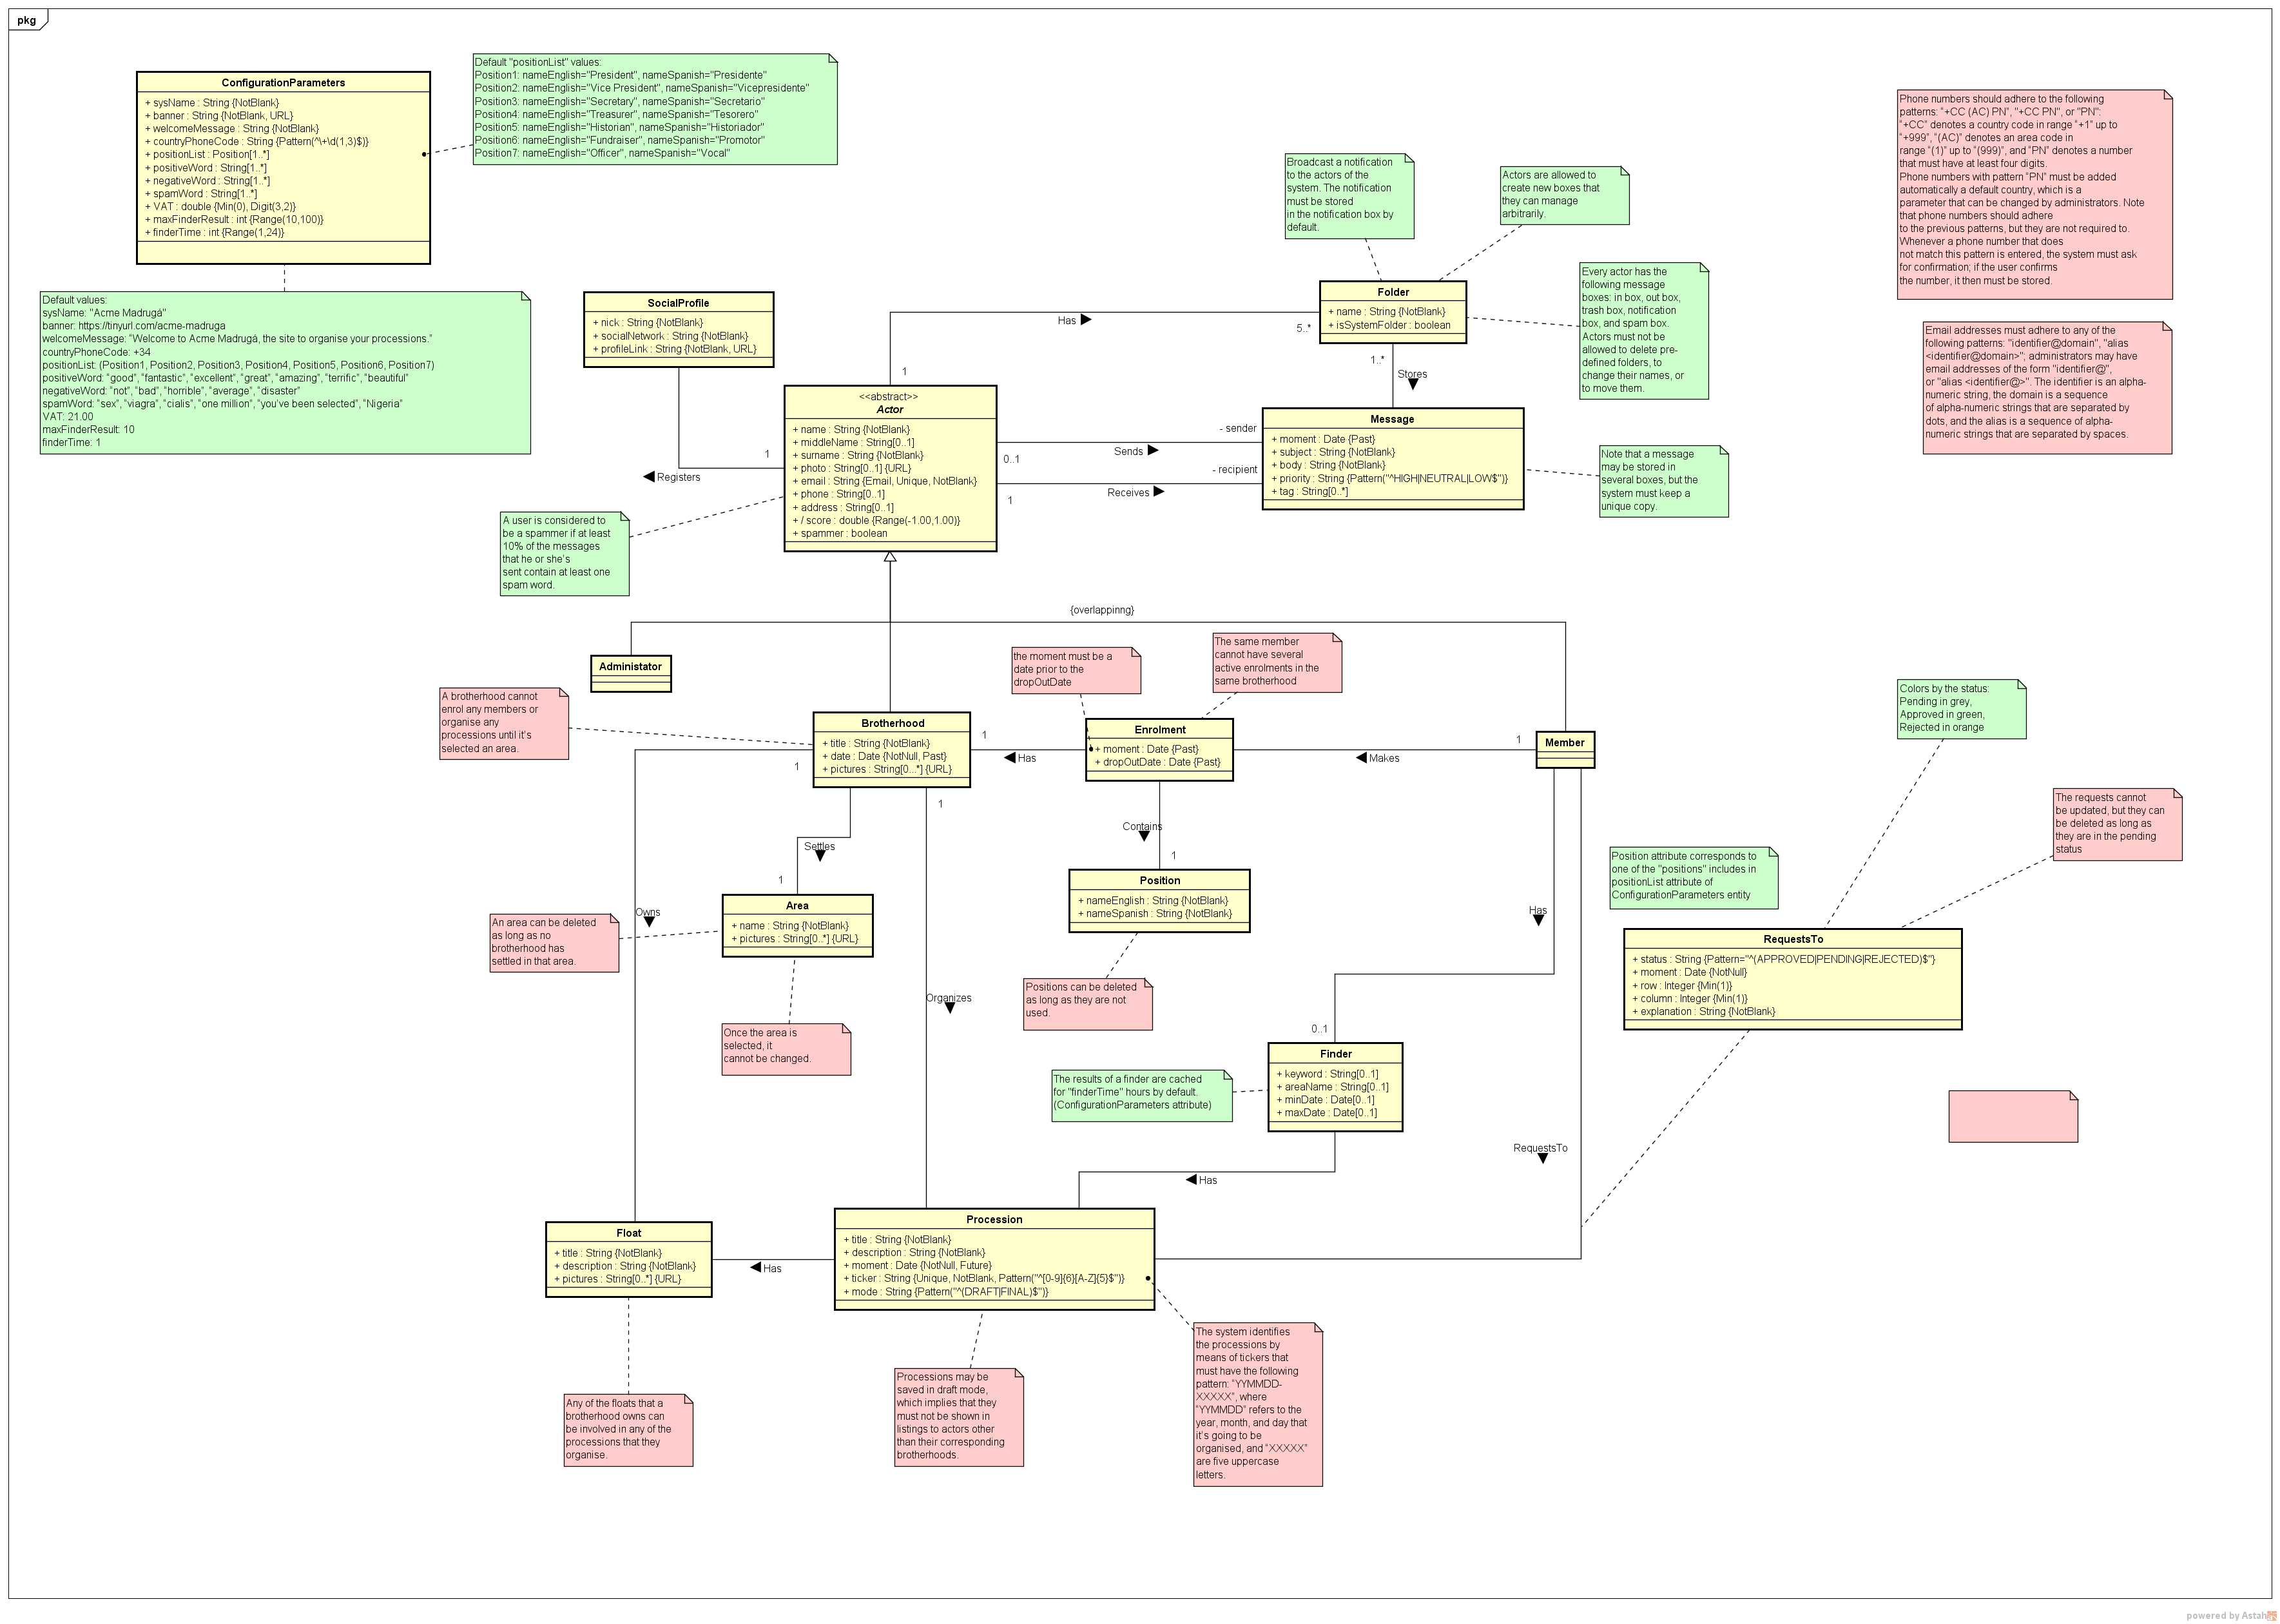 pkg
ConfigurationParameters
+ sysName : String {NotBlank}
+ banner : String {NotBlank, URL}
+ welcomeMessage : String {NotBlank}
+ countryPhoneCode : String {Pattern(^\+\d(1,3)$)}
+ positionList : Position[1..*]
+ positiveWord : String[1..*]
+ negativeWord : String[1..*]
+ spamWord : String[1..*]
+ VAT : double {Min(0), Digit(3,2)}
+ maxFinderResult : int {Range(10,100)}
+ finderTime : int {Range(1,24)}
Default "positionList" values:
Position1: nameEnglish="President", nameSpanish="Presidente"
Position2: nameEnglish="Vice President", nameSpanish="Vicepresidente"
Position3: nameEnglish="Secretary", nameSpanish="Secretario"
Position4: nameEnglish="Treasurer", nameSpanish="Tesorero"
Position5: nameEnglish="Historian", nameSpanish="Historiador"
Position6: nameEnglish="Fundraiser", nameSpanish="Promotor"
Position7: nameEnglish="Officer", nameSpanish="Vocal"
Default values:
sysName: "Acme Madrugá"
banner: https://tinyurl.com/acme-madruga
welcomeMessage: "Welcome to Acme Madrugá, the site to organise your processions."
countryPhoneCode: +34
positionList: (Position1, Position2, Position3, Position4, Position5, Position6, Position7)
positiveWord: "good", "fantastic", "excellent", "great", "amazing", "terrific", "beautiful"
negativeWord: "not", "bad", "horrible", "average", "disaster"
spamWord: "sex", "viagra", "cialis", "one million", "you've been selected", "Nigeria"
VAT: 21.00
maxFinderResult: 10
finderTime: 1
Phone numbers should adhere to the following
patterns: "+CC (AC) PN", "+CC PN", or "PN":
"+CC" denotes a country code in range "+1" up to
"+999", "(AC)" denotes an area code in
range "(1)" up to "(999)", and "PN" denotes a number
that must have at least four digits.
Phone numbers with pattern "PN" must be added
automatically a default country, which is a
parameter that can be changed by administrators. Note
that phone numbers should adhere
to the previous patterns, but they are not required to.
Whenever a phone number that does
not match this pattern is entered, the system must ask
for confirmation; if the user confirms
the number, it then must be stored.
Email addresses must adhere to any of the
following patterns: "identifier@domain", "alias
<identifier@domain>"; administrators may have
email addresses of the form "identifier@",
or "alias <identifier@>". The identifier is an alpha-
numeric string, the domain is a sequence
of alpha-numeric strings that are separated by
dots, and the alias is a sequence of alpha-
numeric strings that are separated by spaces.
Broadcast a notification
to the actors of the
system. The notification
must be stored
in the notification box by
default.
Actors are allowed to
create new boxes that
they can manage
arbitrarily.
Every actor has the
following message
boxes: in box, out box,
trash box, notification
box, and spam box.
Actors must not be
allowed to delete pre-
defined folders, to
change their names, or
to move them.
Folder
+ name : String {NotBlank}
+ isSystemFolder : boolean
Has
5..*
1
1..*
Stores
SocialProfile
+ nick : String {NotBlank}
+ socialNetwork : String {NotBlank}
+ profileLink : String {NotBlank, URL}
1
Registers
<<abstract>>
Actor
+ name : String {NotBlank}
+ middleName : String[0..1]
+ surname : String {NotBlank}
+ photo : String[0..1] {URL}
+ email : String {Email, Unique, NotBlank}
+ phone : String[0..1]
+ address : String[0..1]
+ / score : double {Range(-1.00,1.00)}
+ spammer : boolean
- sender
0..1
Sends
- recipient
1
Receives
Message
+ moment : Date {Past}
+ subject : String {NotBlank}
+ body : String {NotBlank}
+ priority : String {Pattern("^HIGH|NEUTRAL|LOW$")}
+ tag : String[0..*]
Note that a message
may be stored in
several boxes, but the
system must keep a
unique copy.
A user is considered to
be a spammer if at least
10% of the messages
that he or she's
sent contain at least one
spam word.
{overlappinng}
Administator
A brotherhood cannot
enrol any members or
organise any
processions until it's
selected an area.
Brotherhood
+ title : String {NotBlank}
+ date : Date {NotNull, Past}
+ pictures : String[0...*] {URL}
the moment must be a
date prior to the
dropOutDate
The same member
cannot have several
active enrolments in the
same brotherhood
Enrolment
+ moment : Date {Past}
+ dropOutDate : Date {Past}
1
Has
1
Makes
Member
1
1
Colors by the status:
Pending in grey,
Approved in green,
Rejected in orange
The requests cannot
be updated, but they can
be deleted as long as
they are in the pending
status
Position attribute corresponds to
one of the "positions" includes in
positionList attribute of
ConfigurationParameters entity
RequestsTo
+ status : String {Pattern="^(APPROVED|PENDING|REJECTED)$"}
+ moment : Date {NotNull}
+ row : Integer {Min(1)}
+ column : Integer {Min(1)}
+ explanation : String {NotBlank}
Settles
1
Contains
1
Position
+ nameEnglish : String {NotBlank}
+ nameSpanish : String {NotBlank}
Positions can be deleted
as long as they are not
used.
Area
+ name : String {NotBlank}
+ pictures : String[0..*] {URL}
An area can be deleted
as long as no
brotherhood has
settled in that area.
Once the area is
selected, it
cannot be changed.
Owns
Organizes
Has
0..1
Finder
+ keyword : String[0..1]
+ areaName : String[0..1]
+ minDate : Date[0..1]
+ maxDate : Date[0..1]
The results of a finder are cached
for "finderTime" hours by default.
(ConfigurationParameters attribute)
RequestsTo
Has
Float
+ title : String {NotBlank}
+ description : String {NotBlank}
+ pictures : String[0..*] {URL}
Has
Procession
+ title : String {NotBlank}
+ description : String {NotBlank}
+ moment : Date {NotNull, Future}
+ ticker : String {Unique, NotBlank, Pattern("^[0-9]{6}[A-Z]{5}$")}
+ mode : String {Pattern("^(DRAFT|FINAL)$")}
Any of the floats that a
brotherhood owns can
be involved in any of the
processions that they
organise.
Processions may be
saved in draft mode,
which implies that they
must not be shown in
listings to actors other
than their corresponding
brotherhoods.
The system identifies
the processions by
means of tickers that
must have the following
pattern: "YYMMDD-
XXXXX", where
"YYMMDD" refers to the
year, month, and day that
it's going to be
organised, and "XXXXX"
are five uppercase
letters.
powered by Astah